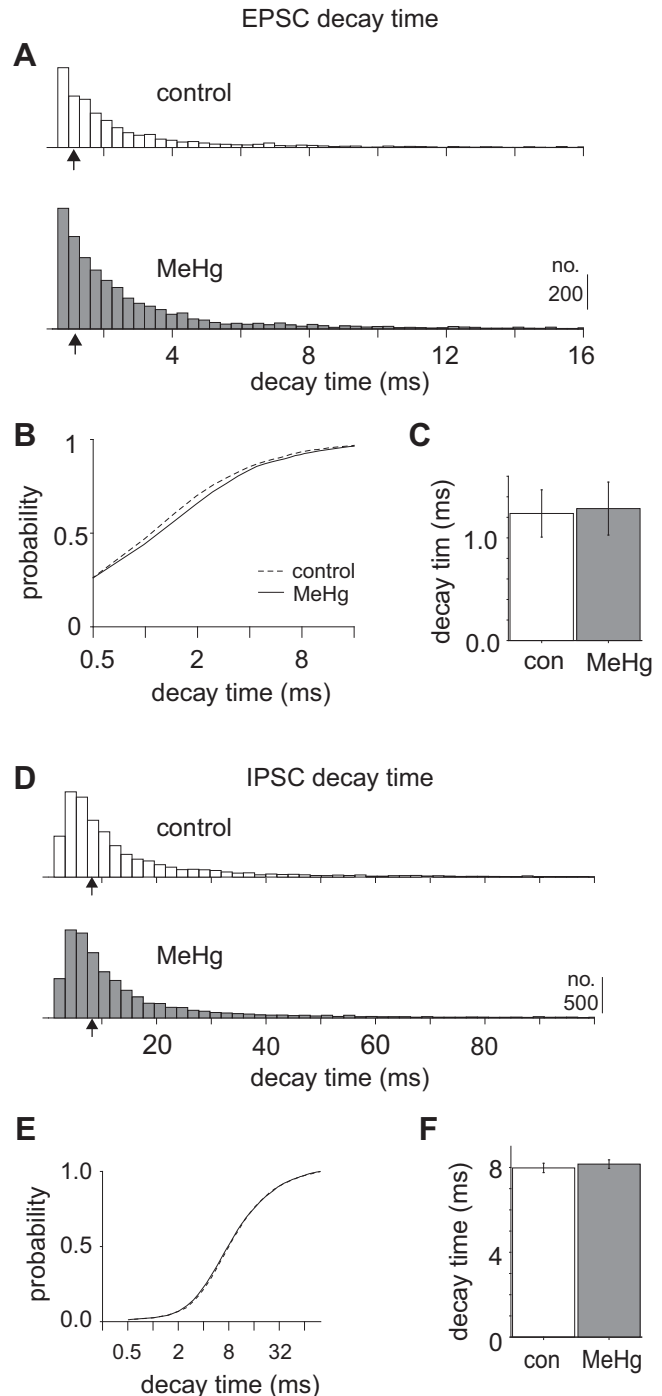 EPSC decay time
A
control
MeHg
no.
200
4 8 12 16
decay time (ms)
B
1
0.5
0
probability
control
MeHg
0.5 2 8
decay time (ms)
C
decay tim (ms)
1.0
0.0
con MeHg
D
IPSC decay time
control
MeHg
no.
500
20 40 60 80
decay time (ms)
E
1.0
0.5
0.0
probability
0.5 2 8 32
decay time (ms)
F
decay time (ms)
8
4
0
con MeHg